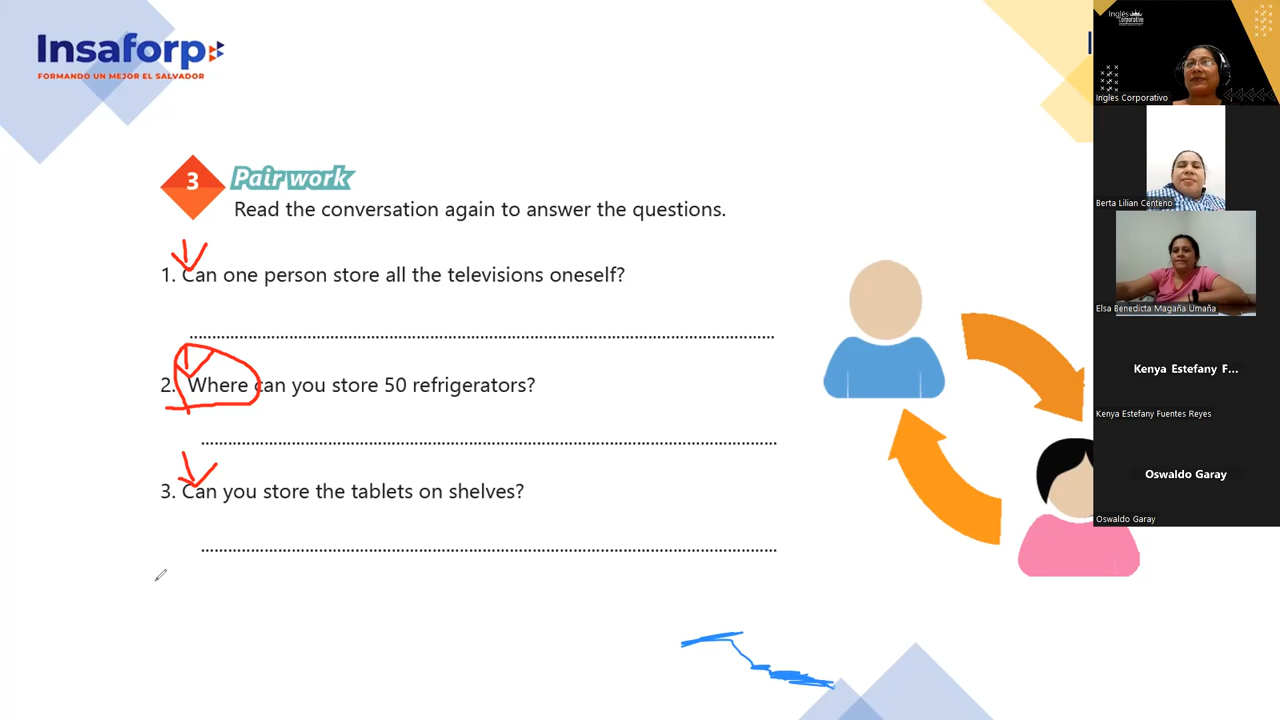 Insaforp
FORMANDO UN MEJOR EL SALVADOR
3
Pair work
Read the conversation again to answer the questions.
1. Can one person store all the televisions oneself?
2. Where can you store 50 refrigerators?
3. Can you store the tablets on shelves?
Inglés
Corporativo
Ingles Corporativo
Berta Lilian Centeno
Elsa Benedicta Magaña Umaña
Kenya Estefany F...
Kenya Estefany Fuentes Reyes
Oswaldo Garay
Oswaldo Garay